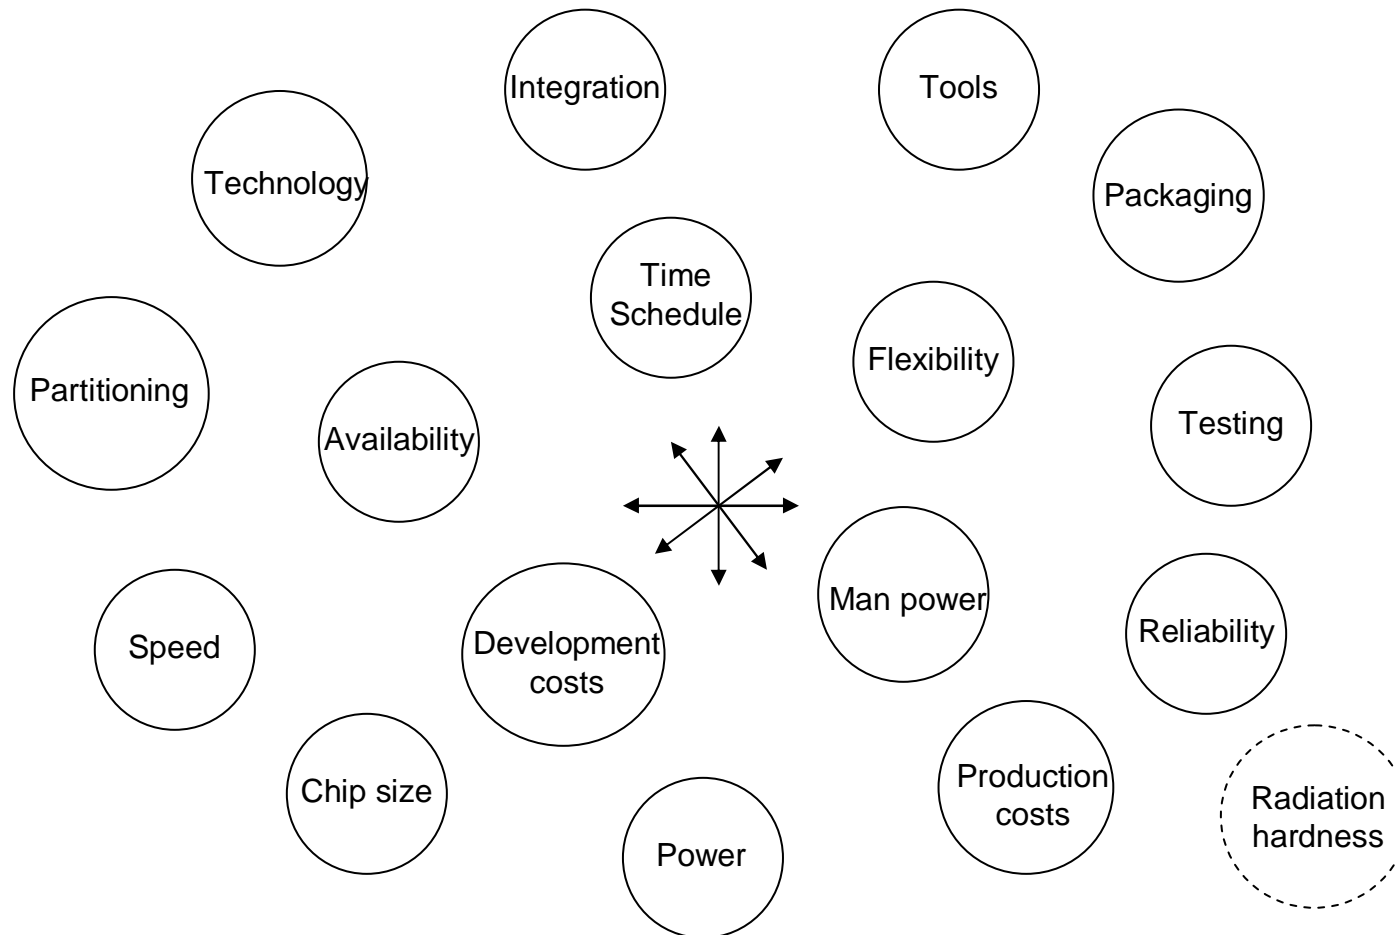 Integration
Tools
Technology
Packaging
Time
Schedule
Flexibility
Partitioning
Availability
Testing
Man power
Speed
Development
costs
Reliability
Chip size
Production
costs
Radiation
hardness
Power